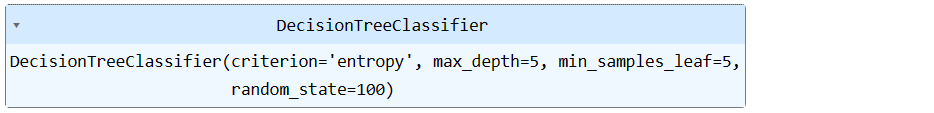 DecisionTreeClassifier
DecisionTreeClassifier(criterion='entropy', max_depth=5, min_samples_leaf=5,
random_state=100)